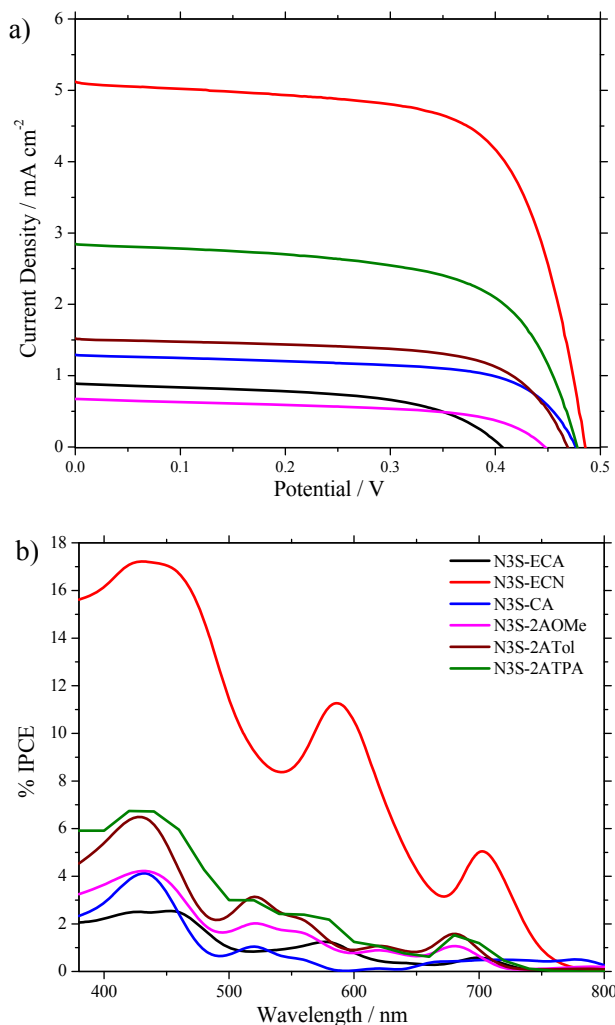 a)
6
5
4
3
2
1
0
Current Density / mA cm⁻²
0.0 0.1 0.2 0.3 0.4 0.5
Potential / V
b)
18
16
14
12
10
8
6
4
2
0
% IPCE
N3S-ECA
N3S-ECN
N3S-CA
N3S-2AOMe
N3S-2ATol
N3S-2ATPA
400 500 600 700 800
Wavelength / nm